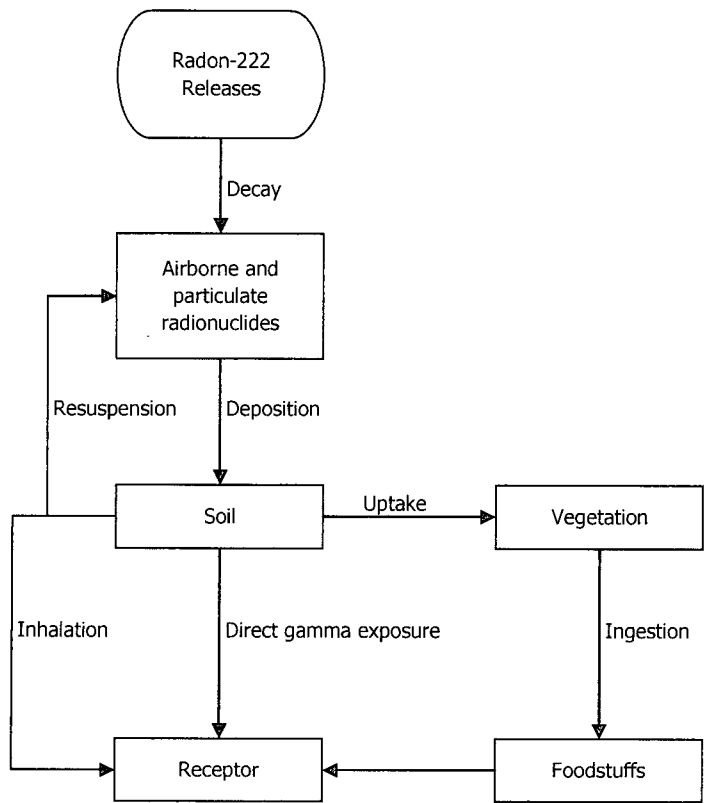 Radon-222
Releases
Decay
Airborne and
particulate
radionuclides
Resuspension
Deposition
Soil
Uptake
Vegetation
Inhalation
Direct gamma exposure
Ingestion
Receptor
Foodstuffs